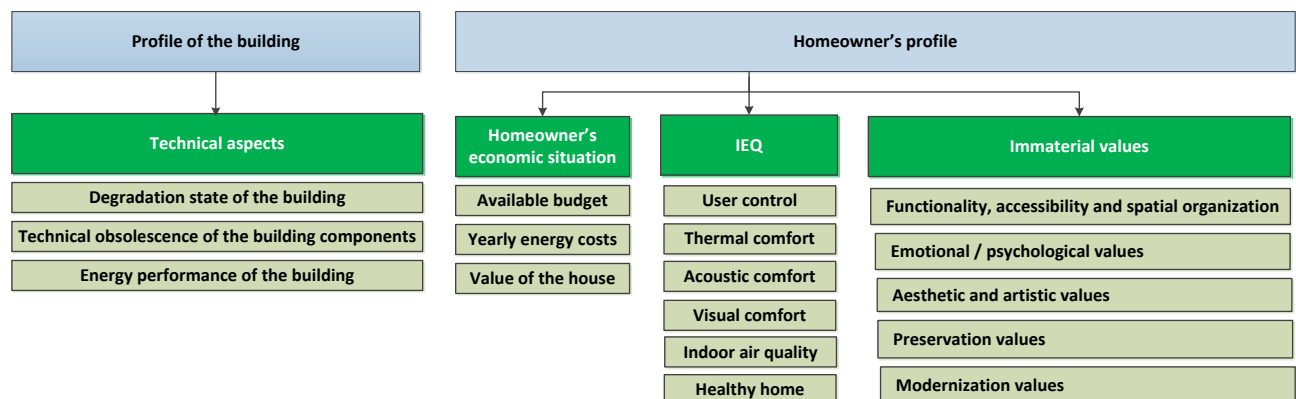 Profile of the building
Homeowner’s profile
Technical aspects
Degradation state of the building
Technical obsolescence of the building components
Energy performance of the building
Homeowner’s
economic situation
Available budget
Yearly energy costs
Value of the house
IEQ
User control
Thermal comfort
Acoustic comfort
Visual comfort
Indoor air quality
Healthy home
Immaterial values
Functionality, accessibility and spatial organization
Emotional / psychological values
Aesthetic and artistic values
Preservation values
Modernization values